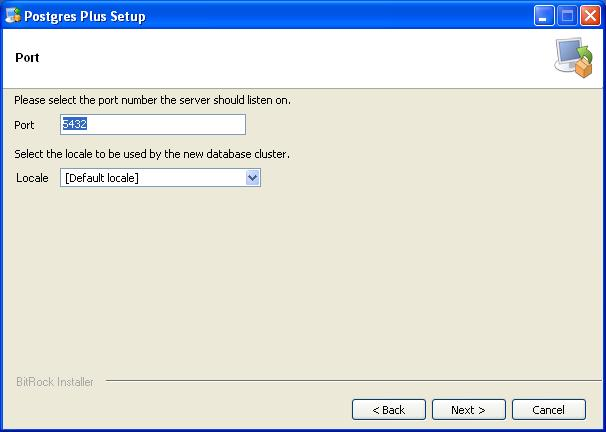 Postgres Plus Setup
Port
Please select the port number the server should listen on.
Port 5432
Select the locale to be used by the new database cluster.
Locale [Default locale]
BitRock Installer
< Back Next > Cancel